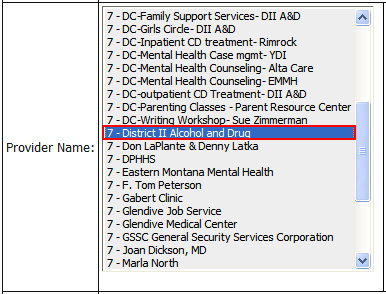 7 - DC-Family Support Services- DII A&D
7 - DC-Girls Circle- DII A&D
7 - DC-Inpatient CD treatment- Rimrock
7 - DC-Mental Health Case mgmt- YDI
7 - DC-Mental Health Counseling- Alta Care
7 - DC-Mental Health Counseling- EMMH
7 - DC-outpatient CD Treatment- DII A&D
7 - DC-Parenting Classes - Parent Resource Center
7 - DC-Writing Workshop- Sue Zimmerman
7 - District II Alcohol and Drug
Provider Name:
7 - Don LaPlante & Denny Latka
7 - DPHHS
7 - Eastern Montana Mental Health
7 - F. Tom Peterson
7 - Gabert Clinic
7 - Glendive Job Service
7 - Glendive Medical Center
7 - GSSC General Security Services Corporation
7 - Joan Dickson, MD
7 - Marla North